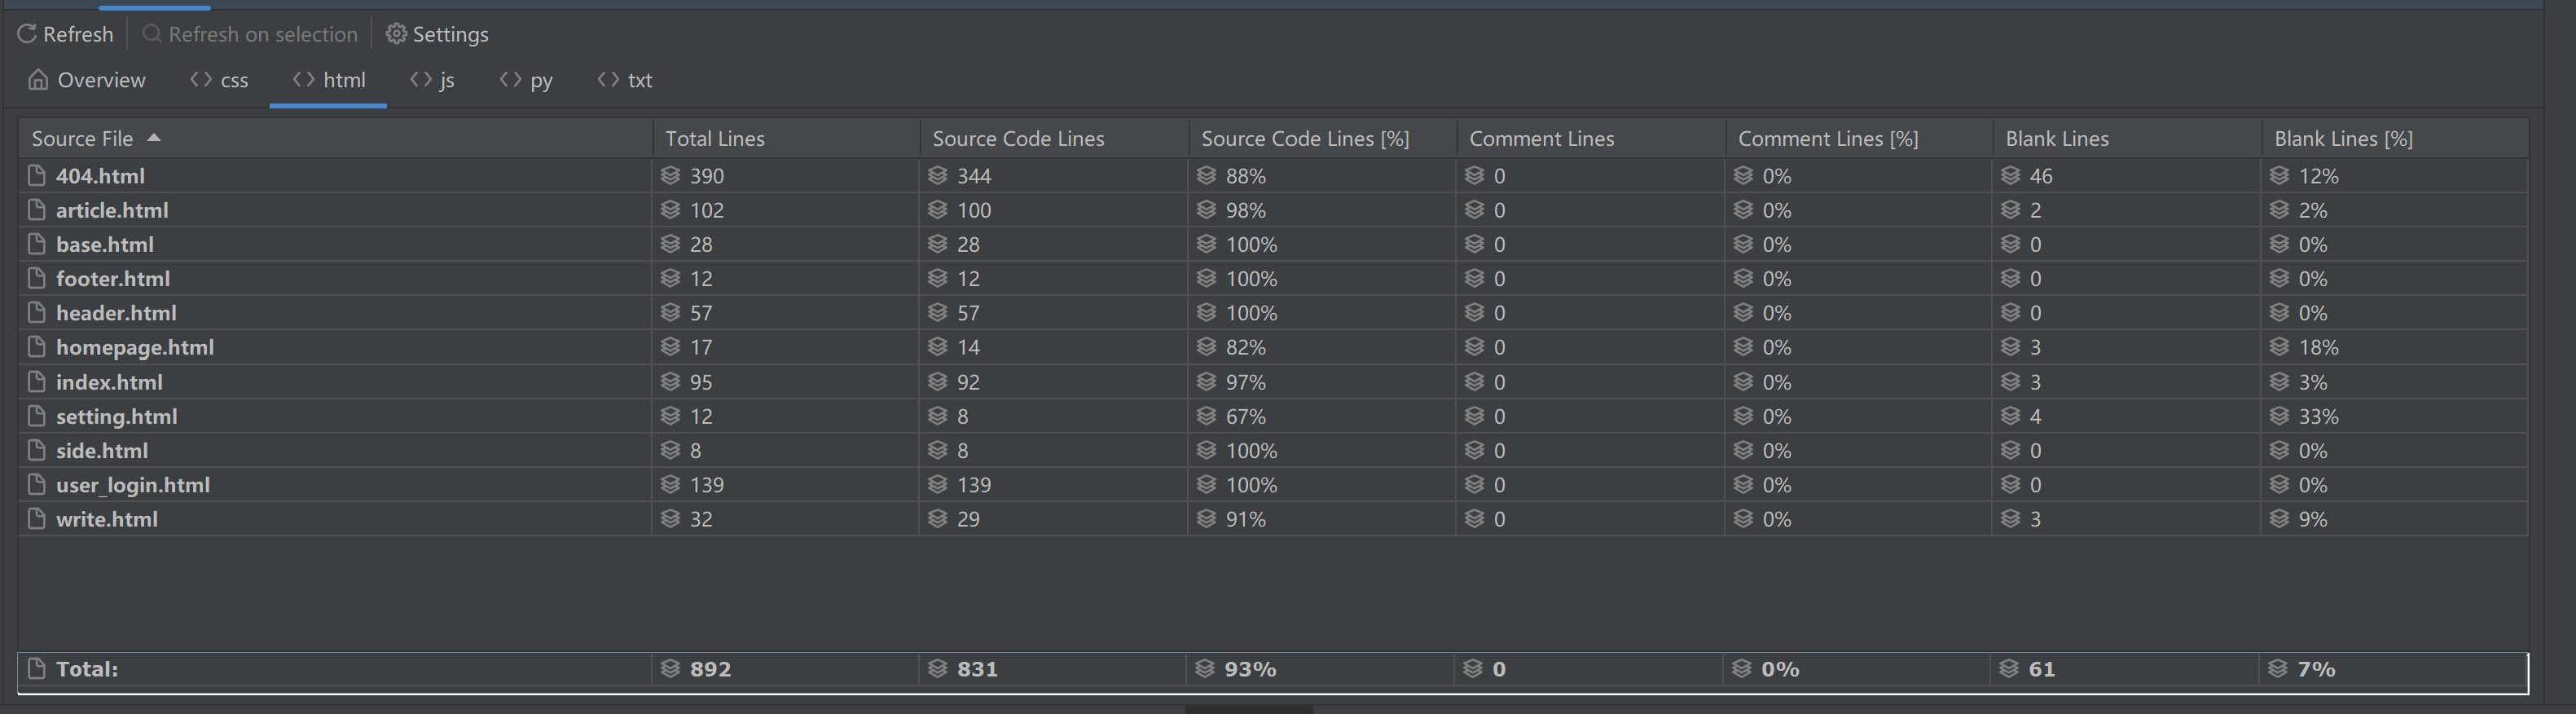 Refresh Refresh on selection Settings
Overview <> css <> html <> js <> py <> txt
Source File Total Lines Source Code Lines Source Code Lines [%] Comment Lines Comment Lines [%] Blank Lines Blank Lines [%]
404.html 390 344 88% 0 0% 46 12%
article.html 102 100 98% 0 0% 2 2%
base.html 28 28 100% 0 0% 0 0%
footer.html 12 12 100% 0 0% 0 0%
header.html 57 57 100% 0 0% 0 0%
homepage.html 17 14 82% 0 0% 3 18%
index.html 95 92 97% 0 0% 3 3%
setting.html 12 8 67% 0 0% 4 33%
side.html 8 8 100% 0 0% 0 0%
user_login.html 139 139 100% 0 0% 0 0%
write.html 32 29 91% 0 0% 3 9%
Total: 892 831 93% 0 0% 61 7%